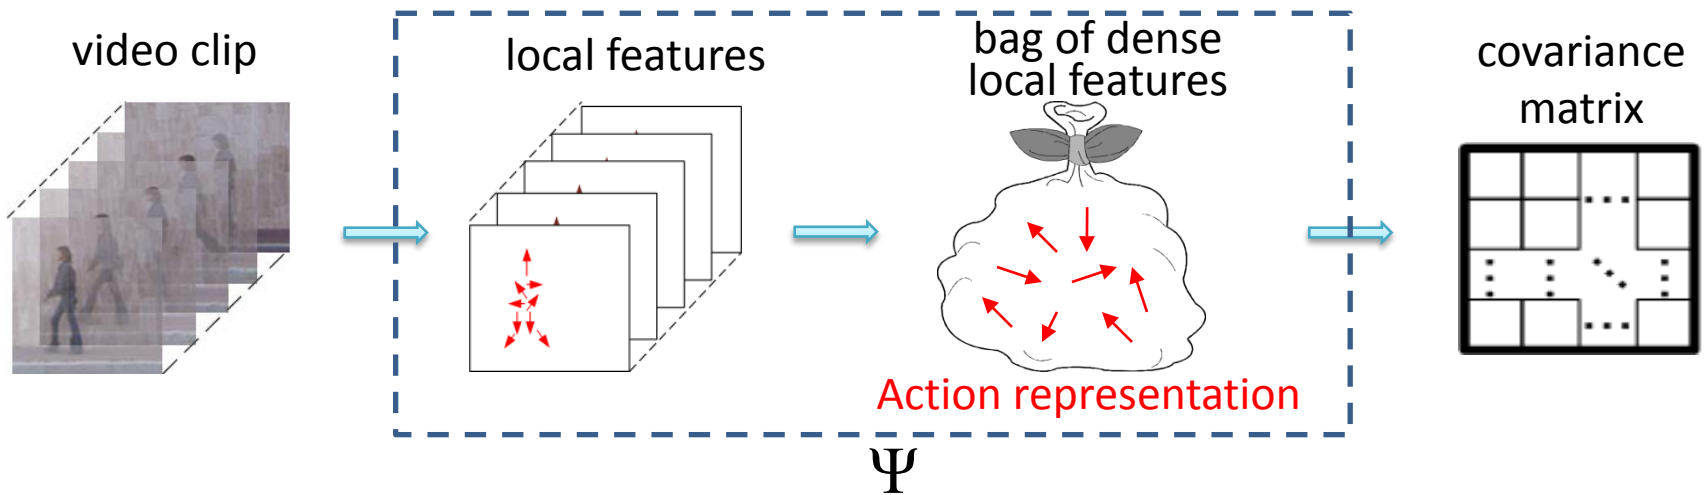 video clip
local features
bag of dense
local features
covariance
matrix
Action representation
Ψ